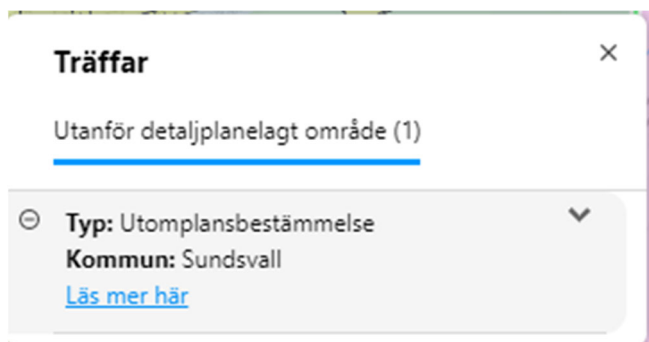 Träffar
Utanför detaljplanelagt område (1)
Typ: Utomplansbestämmelse
Kommun: Sundsvall
Läs mer här